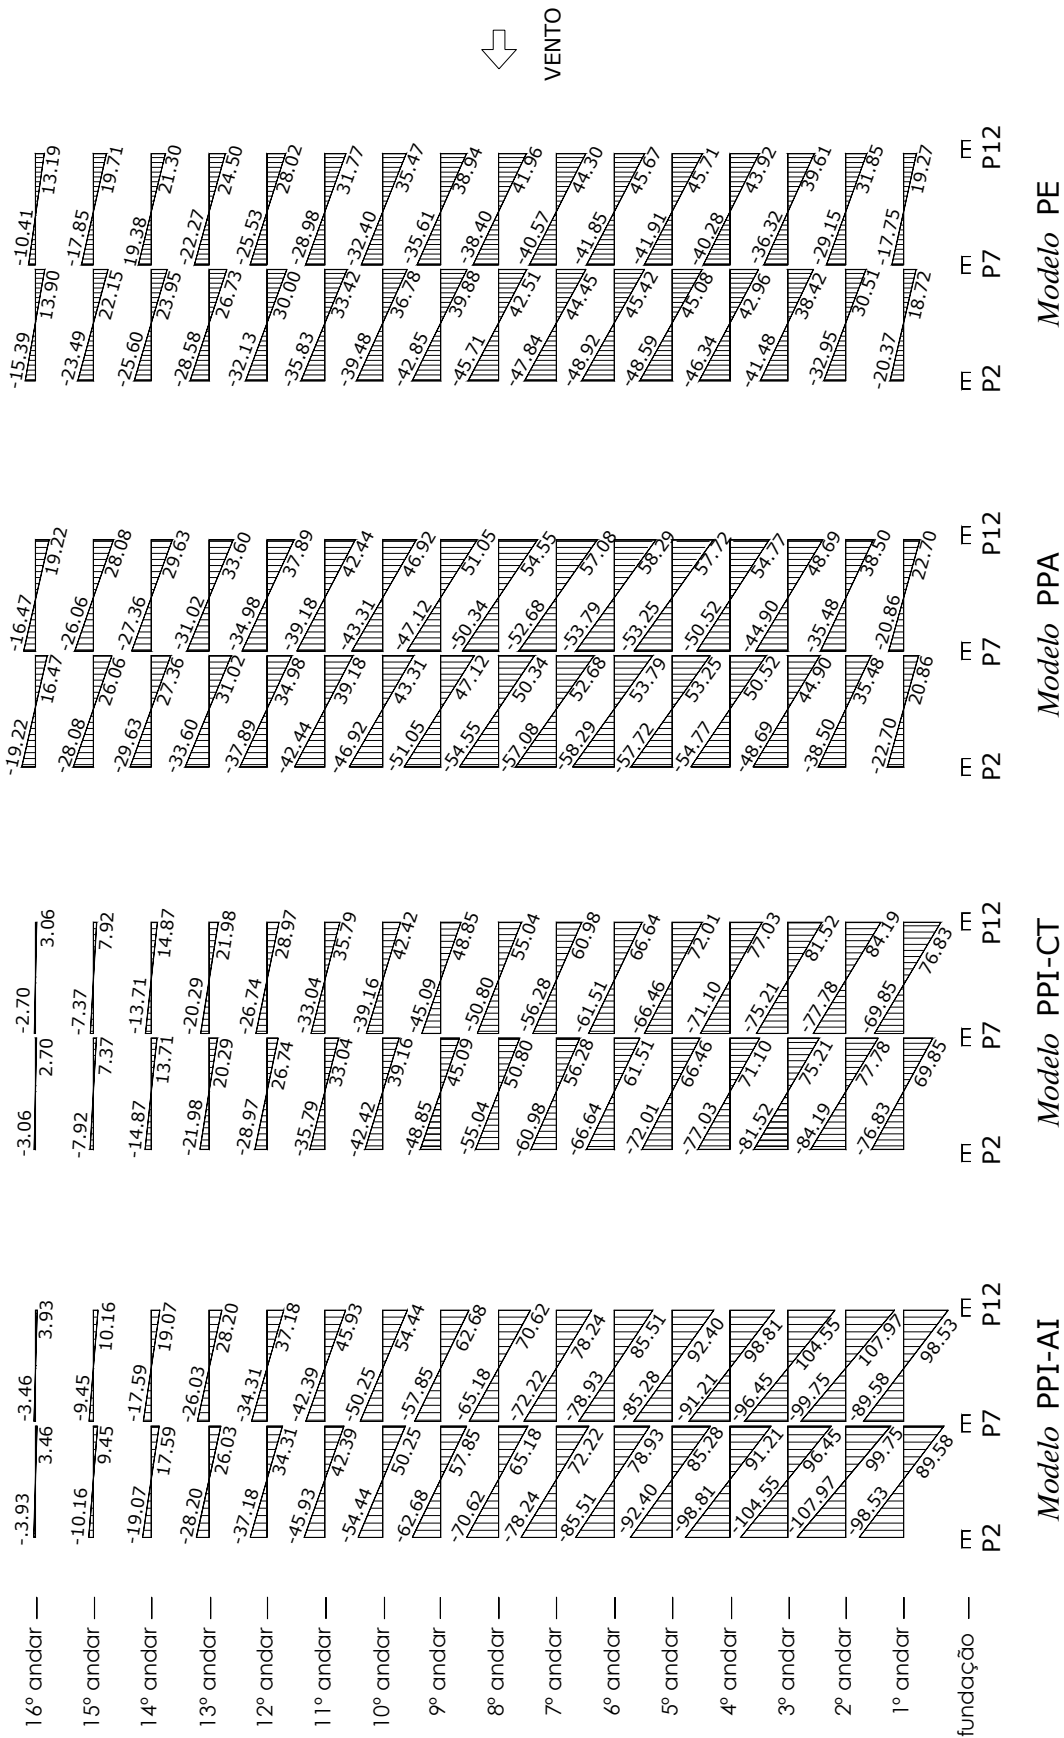 16º andar -.3.93 3.46 -3.46 3.93 -3.06 2.70 -2.70 3.06 -19.22 16.47 -16.47 19.22 -15.39 13.90 -10.41 13.19
15º andar -10.16 9.45 -9.45 10.16 -7.92 7.37 -7.37 7.92 -28.08 26.06 -26.06 28.08 -23.49 22.15 -17.85 19.71
14º andar -19.07 17.59 -17.59 19.07 -14.87 13.71 -13.71 14.87 -29.63 27.36 -27.36 29.63 -25.60 23.95 19.38 21.30
13º andar -28.20 26.03 -26.03 28.20 -21.98 20.29 -20.29 21.98 -33.60 31.02 -31.02 33.60 -28.58 26.73 -22.27 24.50
12º andar -37.18 34.31 -34.31 37.18 -28.97 26.74 -26.74 28.97 -37.89 34.98 -34.98 37.89 -32.13 30.00 -25.53 28.02
11º andar -45.93 42.39 -42.39 45.93 -35.79 33.04 -33.04 35.79 -42.44 39.18 -39.18 42.44 -35.83 33.42 -28.98 31.77
10º andar -54.44 50.25 -50.25 54.44 -42.42 39.16 -39.16 42.42 -46.92 43.31 -43.31 46.92 -39.48 36.78 -32.40 35.47
9º andar -62.68 57.85 -57.85 62.68 -48.85 45.09 -45.09 48.85 -51.05 47.12 -47.12 51.05 -42.85 39.88 -35.61 38.94
8º andar -70.62 65.18 -65.18 70.62 -55.04 50.80 -50.80 55.04 -54.55 50.34 -50.34 54.55 -45.71 42.51 -38.40 41.96
7º andar -78.24 72.22 -72.22 78.24 -60.98 56.28 -56.28 60.98 -57.08 52.68 -52.68 57.08 -47.84 44.45 -40.57 44.30
VENTO
6º andar -85.51 78.93 -78.93 85.51 -66.64 61.51 -61.51 66.64 -58.29 53.79 -53.79 58.29 -48.92 45.42 -41.85 45.67
5º andar -92.40 85.28 -85.28 92.40 -72.01 66.46 -66.46 72.01 -57.72 53.25 -53.25 57.72 -48.59 45.08 -41.91 45.71
4º andar -98.81 91.21 -91.21 98.81 -77.03 71.10 -71.10 77.03 -54.77 50.52 -50.52 54.77 -46.34 42.96 -40.28 43.92
3º andar -104.55 96.45 -96.45 104.55 -81.52 75.21 -75.21 81.52 -48.69 44.90 -44.90 48.69 -41.48 38.42 -36.32 39.61
2º andar -107.97 99.75 -99.75 107.97 -84.19 77.78 -77.78 84.19 -38.50 35.48 -35.48 38.50 -32.95 30.51 -29.15 31.85
1º andar -98.53 89.58 -89.58 98.53 -76.83 69.85 -69.85 76.83 -22.70 20.86 -20.86 22.70 -20.37 18.72 -17.75 19.27
fundação E E E E E E E E E E E E
P2 P7 P12 P2 P7 P12 P2 P7 P12 P2 P7 P12
Modelo PPI-AI Modelo PPI-CT Modelo PPA Modelo PE